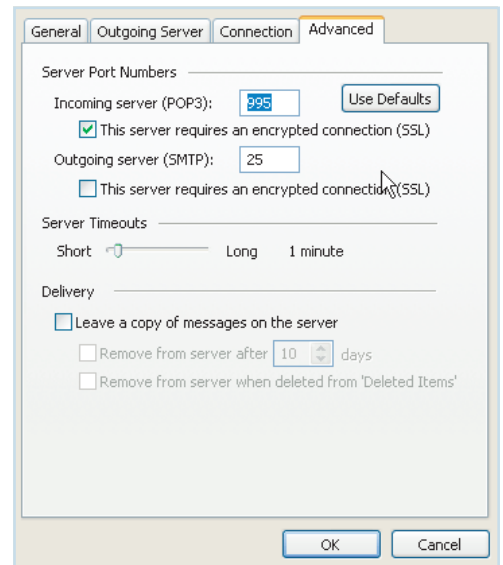 General Outgoing Server Connection Advanced
Server Port Numbers
Incoming server (POP3): 995 Use Defaults
This server requires an encrypted connection (SSL)
Outgoing server (SMTP): 25
This server requires an encrypted connection (SSL)
Server Timeouts
Short Long 1 minute
Delivery
Leave a copy of messages on the server
Remove from server after 10 days
Remove from server when deleted from 'Deleted Items'
OK Cancel